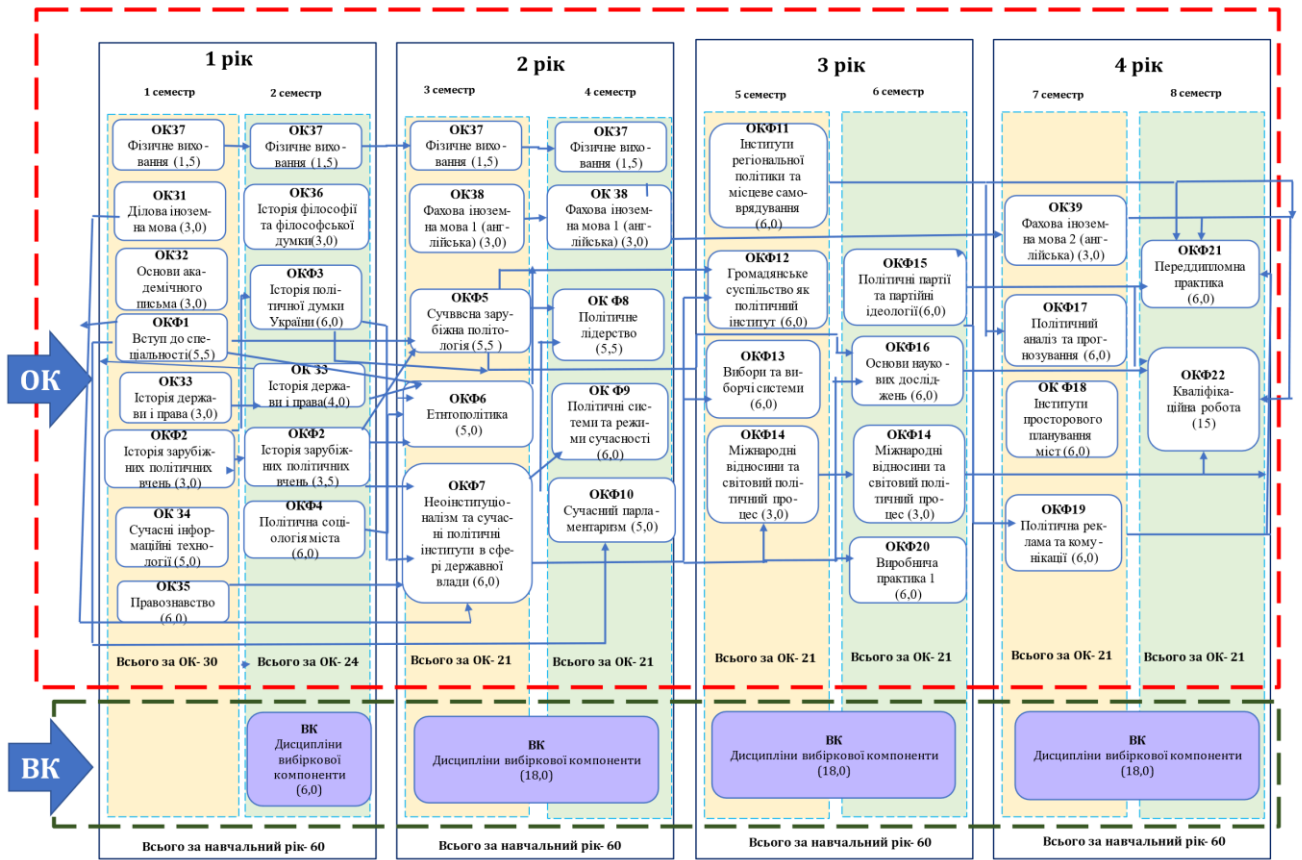 1 рік
1 семестр
2 семестр
ОК37
Фізичне вихо-
вання (1,5)
ОК31
Ділова інозем-
на мова (3,0)
ОК32
Основи ака-
демічного
письма (3,0)
ОКФ1
Вступ до спе-
ціальності(5,5)
ОК33
Історія держа-
ви і права (3,0)
ОКФ2
Історія зарубі-
жних політичних
вчень (3,0)
ОК 34
Сучасні інфор-
маційні техно-
логії (5,0)
ОК35
Правознавство
(6,0)
Всього за ОК- 30
ОК37
Фізичне вихо-
вання (1,5)
ОК36
Історія філософії
та філософської
думки(3,0)
ОКФ3
Історія полі-
тичної думки
України(6,0)
ОК 33
Історія держа-
ви і права(4,0)
ОКФ2
Історія зарубі-
жних політичних
вчень (3,5)
ОКФ4
Політична соці-
ологія міста
(6,0)
Всього за ОК- 24
2 рік
3 семестр
4 семестр
ОК37
Фізичне вихо-
вання (1,5)
ОК38
Фахова інозем-
на мова 1 (анг-
лійська) (3,0)
ОКФ5
Сучввсна зару-
біжна політо-
логія (5,5 )
ОКФ6
Етнтополітика
(5,0)
ОКФ7
Неоінституціо-
налізм та сучас-
ні політичні
інститути в сфе-
рі державної
влади (6,0)
Всього за ОК- 21
ОК37
Фізичне вихо-
вання (1,5)
ОК 38
Фахова інозем-
на мова 1 (анг-
лійська) (3,0)
ОК Ф8
Політичне
лідерство
(5,5)
ОК Ф9
Політичні сис-
теми та режи-
ми сучасності
(6,0)
ОКФ10
Сучасний парла-
ментаризм (5,0)
Всього за ОК- 21
3 рік
5 семестр
6 семестр
ОКФ11
Інститути
регіональної
політики та
місцеве само-
врядування
(6,0)
ОКФ12
Громадянське
суспільство як
політичний
інститут (6,0)
ОКФ13
Вибори та ви-
борчі системи
(6,0)
ОКФ14
Міжнародні
відносини та
світовий полі-
тичний про-
цес (3,0)
Всього за ОК- 21
ОКФ15
Політичні партії
та партійні
ідеології(6,0)
ОКФ16
Основи науко-
вих дослід-
жень (6,0)
ОКФ14
Міжнародні
відносини та
світовий полі-
тичний про-
цес (3,0)
ОКФ20
Виробнича
практика 1
(6,0)
Всього за ОК- 21
4 рік
7 семестр
8 семестр
ОК39
Фахова інозем-
на мова 2 (анг-
лійська) (3,0)
ОКФ17
Політичний
аналіз та прог-
нозування (6,0)
ОК Ф18
Інститути
просторового
планування
міст (6,0)
ОКФ19
Політична рек-
лама та кому-
нікації (6,0)
Всього за ОК- 21
ОКФ21
Переддипломна
практика
(6,0)
ОКФ22
Кваліфіка-
ційна робота
(15)
Всього за ОК- 21
ОК
ВК
ВК
Дисципліни
вибіркової
компоненти
(6,0)
ВК
Дисципліни вибіркової компоненти
(18,0)
ВК
Дисципліни вибіркової компоненти
(18,0)
ВК
Дисципліни вибіркової компоненти
(18,0)
Всього за навчальний рік- 60
Всього за навчальний рік- 60
Всього за навчальний рік- 60
Всього за навчальний рік- 60